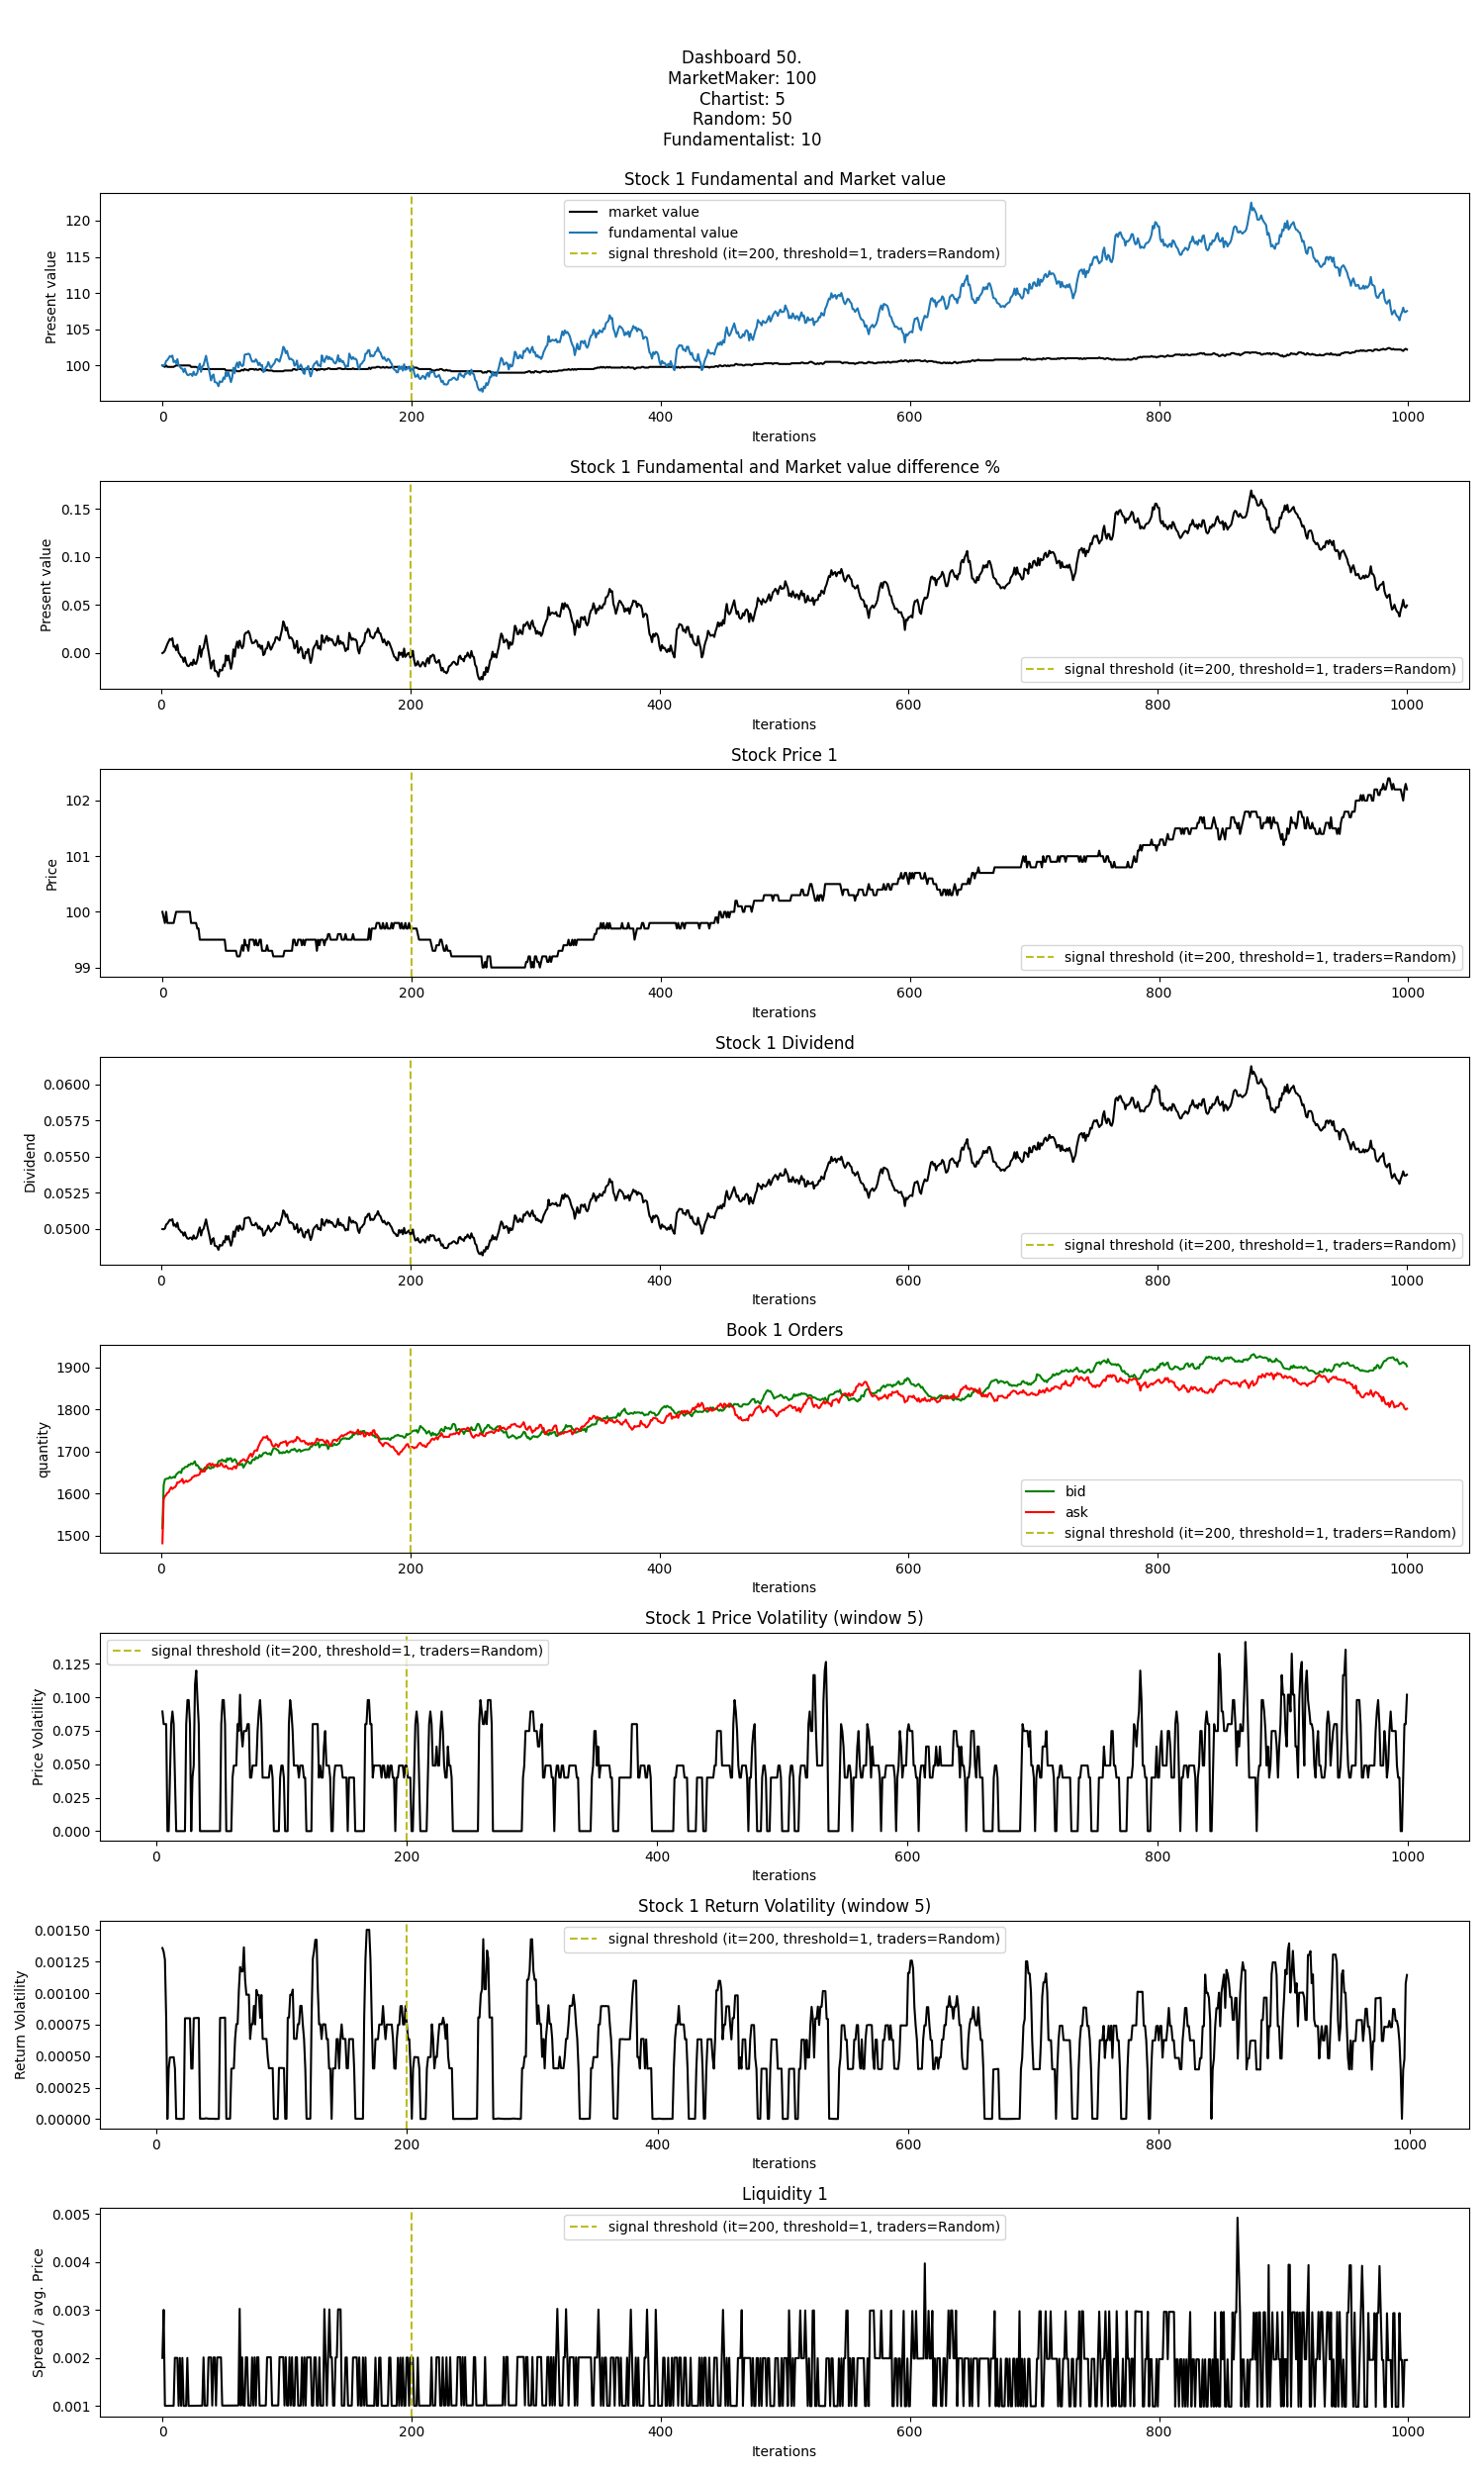 Dashboard 50.
MarketMaker: 100
Chartist: 5
Random: 50
Fundamentalist: 10
Stock 1 Fundamental and Market value
market value
fundamental value
signal threshold (it=200, threshold=1, traders=Random)
Present value
120
115
110
105
100
0 200 400 600 800 1000
Iterations
Stock 1 Fundamental and Market value difference %
Present value
0.15
0.10
0.05
0.00
signal threshold (it=200, threshold=1, traders=Random)
0 200 400 600 800 1000
Iterations
Stock Price 1
Price
102
101
100
99
signal threshold (it=200, threshold=1, traders=Random)
0 200 400 600 800 1000
Iterations
Stock 1 Dividend
Dividend
0.0600
0.0575
0.0550
0.0525
0.0500
signal threshold (it=200, threshold=1, traders=Random)
0 200 400 600 800 1000
Iterations
Book 1 Orders
quantity
1900
1800
1700
1600
1500
bid
ask
signal threshold (it=200, threshold=1, traders=Random)
0 200 400 600 800 1000
Iterations
Stock 1 Price Volatility (window 5)
signal threshold (it=200, threshold=1, traders=Random)
Price Volatility
0.125
0.100
0.075
0.050
0.025
0.000
0 200 400 600 800 1000
Iterations
Stock 1 Return Volatility (window 5)
signal threshold (it=200, threshold=1, traders=Random)
Return Volatility
0.00150
0.00125
0.00100
0.00075
0.00050
0.00025
0.00000
0 200 400 600 800 1000
Iterations
Liquidity 1
signal threshold (it=200, threshold=1, traders=Random)
Spread / avg. Price
0.005
0.004
0.003
0.002
0.001
0 200 400 600 800 1000
Iterations